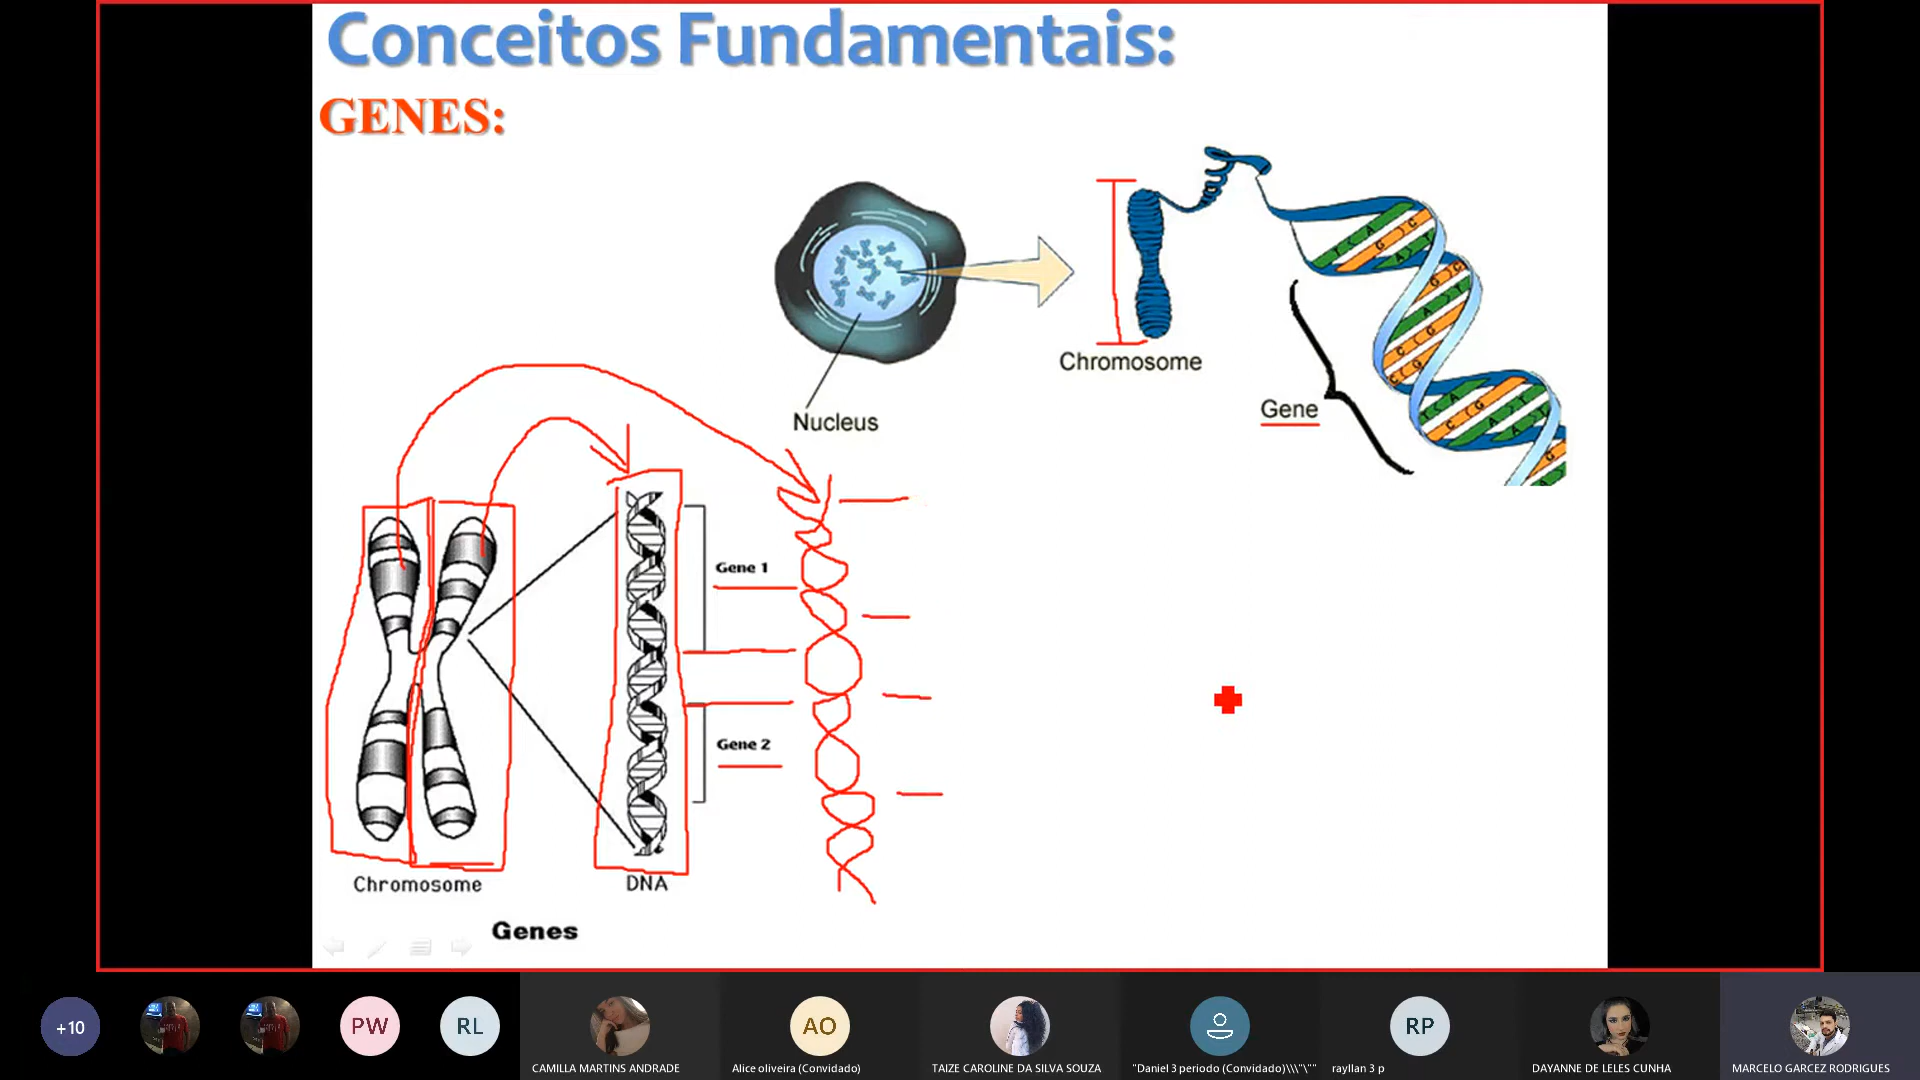 Conceitos Fundamentais:
GENES:
Chromosome
Nucleus
Gene
Gene 1
Gene 2
Chromosome
DNA
Genes
+10
PW
RL
CAMILLA MARTINS ANDRADE
AO
Alice oliveira (Convidado)
TAIZE CAROLINE DA SILVA SOUZA
"Daniel 3 periodo (Convidado)\\\"\""
RP
rayllan 3 p
DAYANNE DE LELES CUNHA
MARCELO GARCEZ RODRIGUES